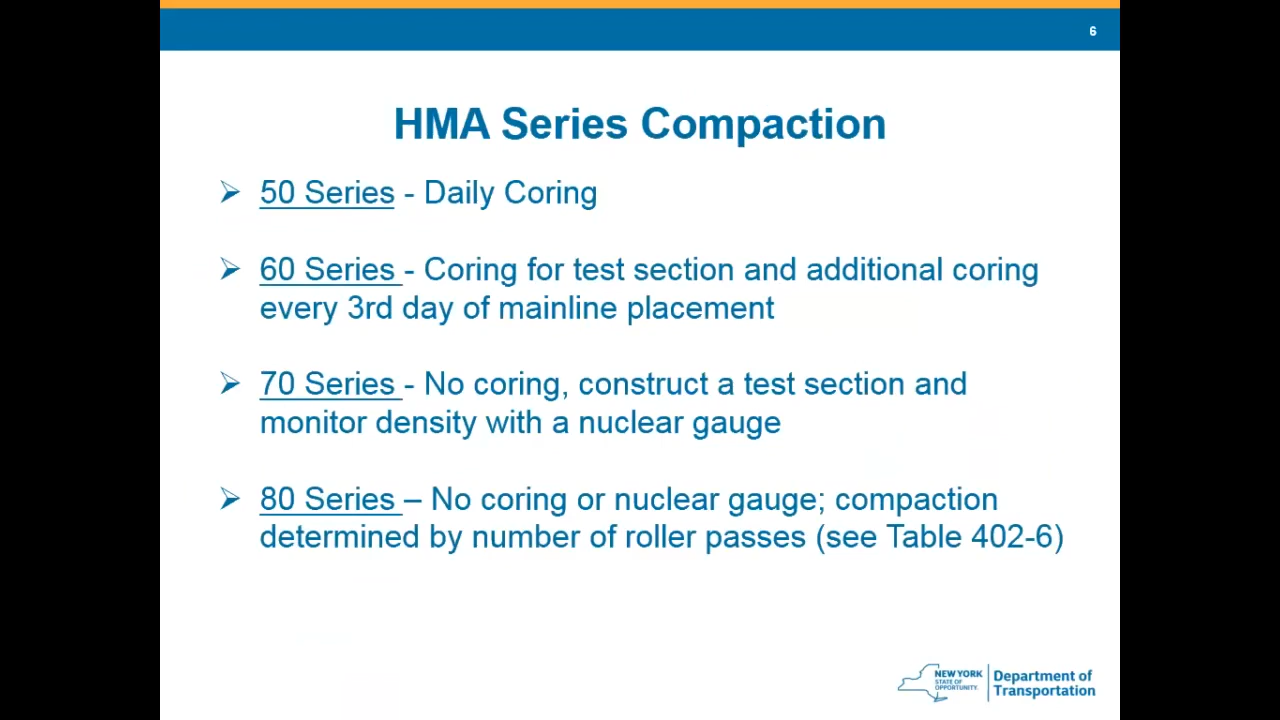 6
HMA Series Compaction
➢ 50 Series - Daily Coring
➢ 60 Series - Coring for test section and additional coring
every 3rd day of mainline placement
➢ 70 Series - No coring, construct a test section and
monitor density with a nuclear gauge
➢ 80 Series – No coring or nuclear gauge; compaction
determined by number of roller passes (see Table 402-6)
NEW YORK
STATE OF
OPPORTUNITY.
Department of
Transportation